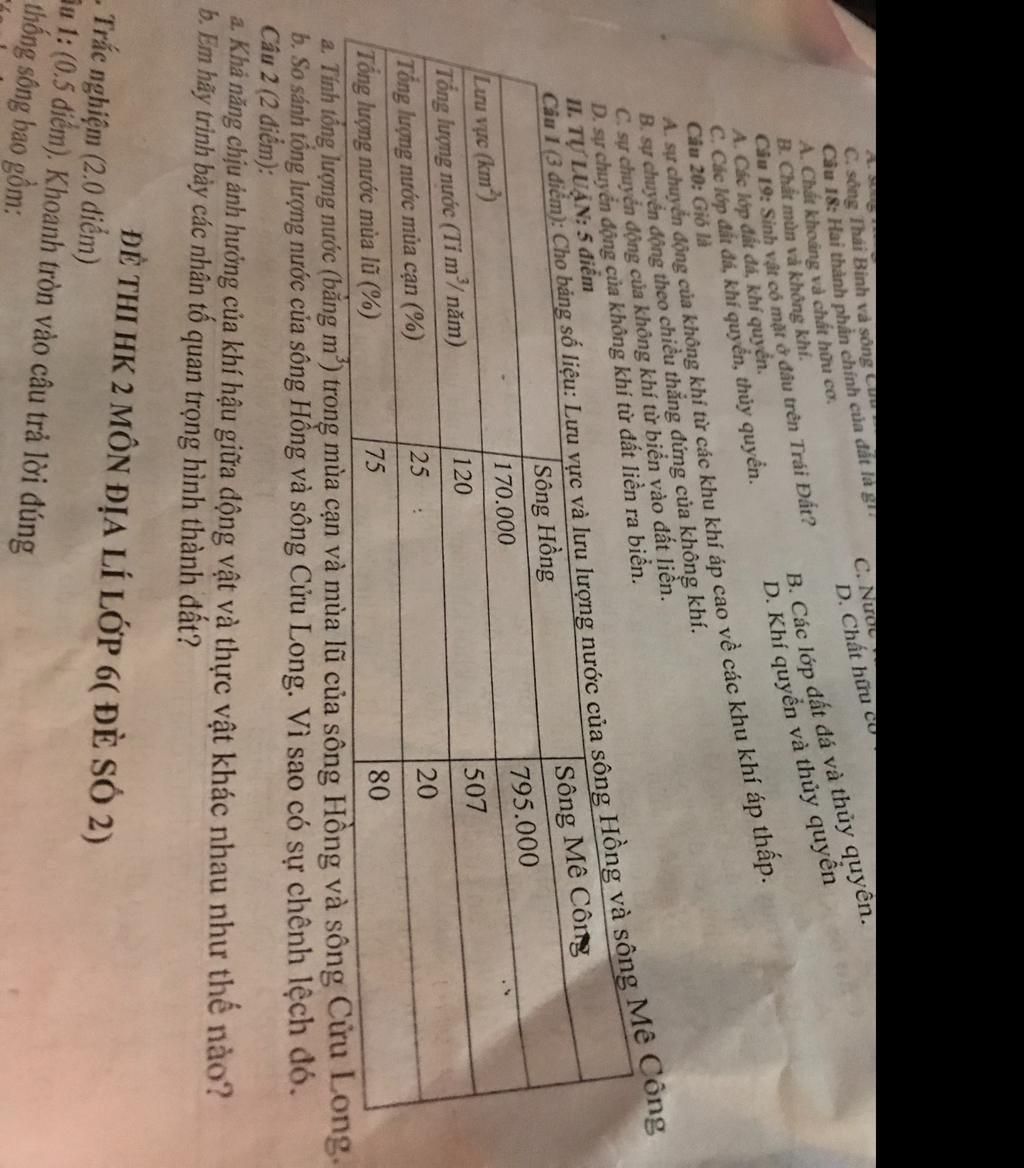 C. sông Thái Bình và sông
Câu 18: Hai thành phần chính của đất là
A. Chất khoáng và chất hữu cơ.
C. Nước
B. Chất mùn và không khí.
D. Chất hữu cơ
Câu 19: Sinh vật có mặt ở đâu trên Trái Đất?
A. Các lớp đất đá, khí quyển.
B. Các lớp đất đá và thủy quyển.
C. Các lớp đất đá, khí quyển, thủy quyển.
D. Khí quyển và thủy quyển
Câu 20: Gió là
A. sự chuyển động của không khí từ các khu khí áp cao về các khu khí áp thấp.
B. sự chuyển động theo chiều thẳng đứng của không khí.
C. sự chuyển động của không khí từ biển vào đất liền.
D. sự chuyển động của không khí từ đất liền ra biển.
II. TỰ LUẬN: 5 điểm
Câu 1 (3 điểm): Cho bảng số liệu: Lưu vực và lưu lượng nước của sông Hồng và sông Mê Công
Sông Hồng Sông Mê Công
Lưu vực (km²) 170.000 795.000
Tổng lượng nước (Tỉ m³/ năm) 120 507
Tổng lượng nước mùa cạn (%) 25 20
Tổng lượng nước mùa lũ (%) 75 80
a. Tính tổng lượng nước (bằng m³) trong mùa cạn và mùa lũ của sông Hồng và sông Cửu Long.
b. So sánh tổng lượng nước của sông Hồng và sông Cửu Long. Vì sao có sự chênh lệch đó.
Câu 2 (2 điểm):
a. Khả năng chịu ảnh hưởng của khí hậu giữa động vật và thực vật khác nhau như thế nào?
b. Em hãy trình bày các nhân tố quan trọng hình thành đất?
ĐỀ THI HK 2 MÔN ĐỊA LÍ LỚP 6( ĐỀ SỐ 2)
. Trắc nghiệm (2.0 điểm)
âu 1: (0.5 điểm). Khoanh tròn vào câu trả lời đúng
thống sông bao gồm: